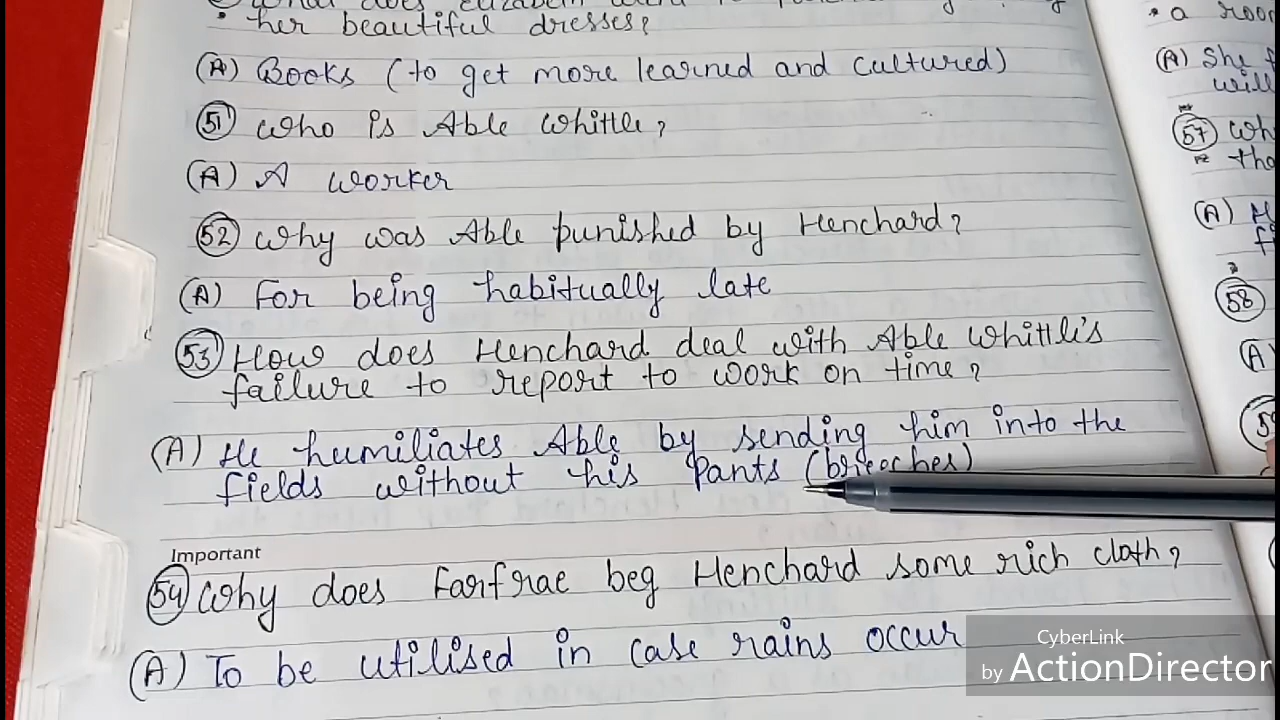 her beautiful dresses?
(A) Books (to get more learned and cultured)
51 Who is Able Whittle?
(A) A worker
52 Why was Able punished by Henchard?
(A) For being habitually late
53 How does Henchard deal with Able Whittle's
failure to report to work on time?
(A) He humiliates Able by sending him into the
fields without his pants (breeches)
Important
54 Why does Farfrae beg Henchard some rich cloth?
(A) To be utilised in case rains occur
a
(A) She
will
57
(A)
58
(A)
CyberLink
by ActionDirector